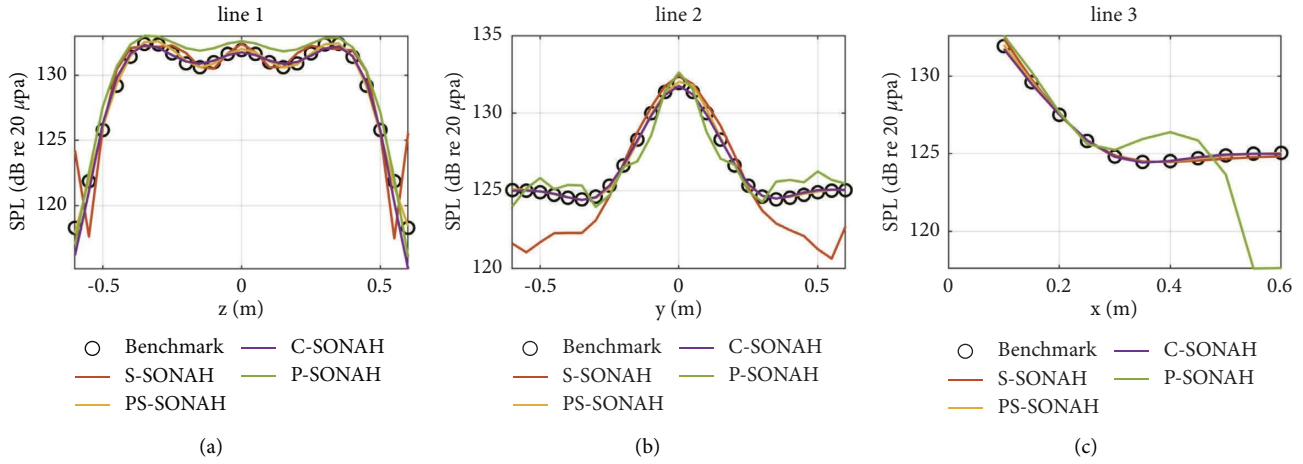 line 1
SPL (dB re 20 μpa)
130
125
120
-0.5
0
0.5
z (m)
Benchmark
C-SONAH
S-SONAH
P-SONAH
PS-SONAH
(a)
line 2
SPL (dB re 20 μpa)
135
130
125
120
-0.5
0
0.5
y (m)
Benchmark
C-SONAH
S-SONAH
P-SONAH
PS-SONAH
(b)
line 3
SPL (dB re 20 μpa)
130
125
120
0
0.2
0.4
0.6
x (m)
Benchmark
C-SONAH
S-SONAH
P-SONAH
PS-SONAH
(c)